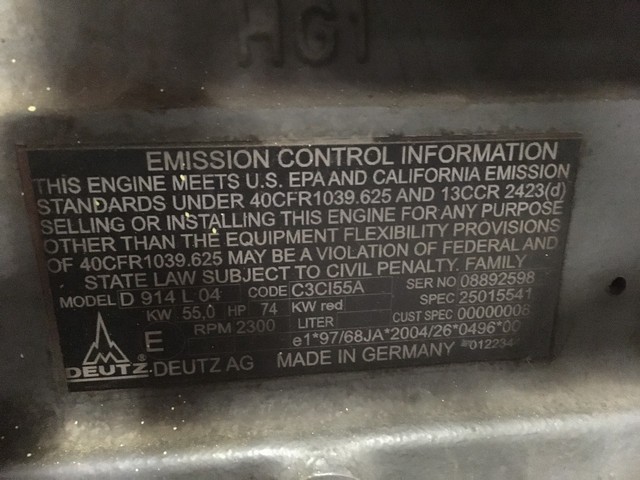 HG1
EMISSION CONTROL INFORMATION
THIS ENGINE MEETS U.S. EPA AND CALIFORNIA EMISSION
STANDARDS UNDER 40CFR1039.625 AND 13CCR 2423(d)
SELLING OR INSTALLING THIS ENGINE FOR ANY PURPOSE
OTHER THAN THE EQUIPMENT FLEXIBILITY PROVISIONS
OF 40CFR1039.625 MAY BE A VIOLATION OF FEDERAL AND
STATE LAW SUBJECT TO CIVIL PENALTY. FAMILY
MODEL D 914 L 04 CODE C3CI55A SER NO 08892598
KW 55,0 HP 74 KW red SPEC 25015541
RPM 2300 LITER CUST SPEC 00000008
E e1*97/68JA*2004/26*0496*00
DEUTZ ® DEUTZ AG MADE IN GERMANY